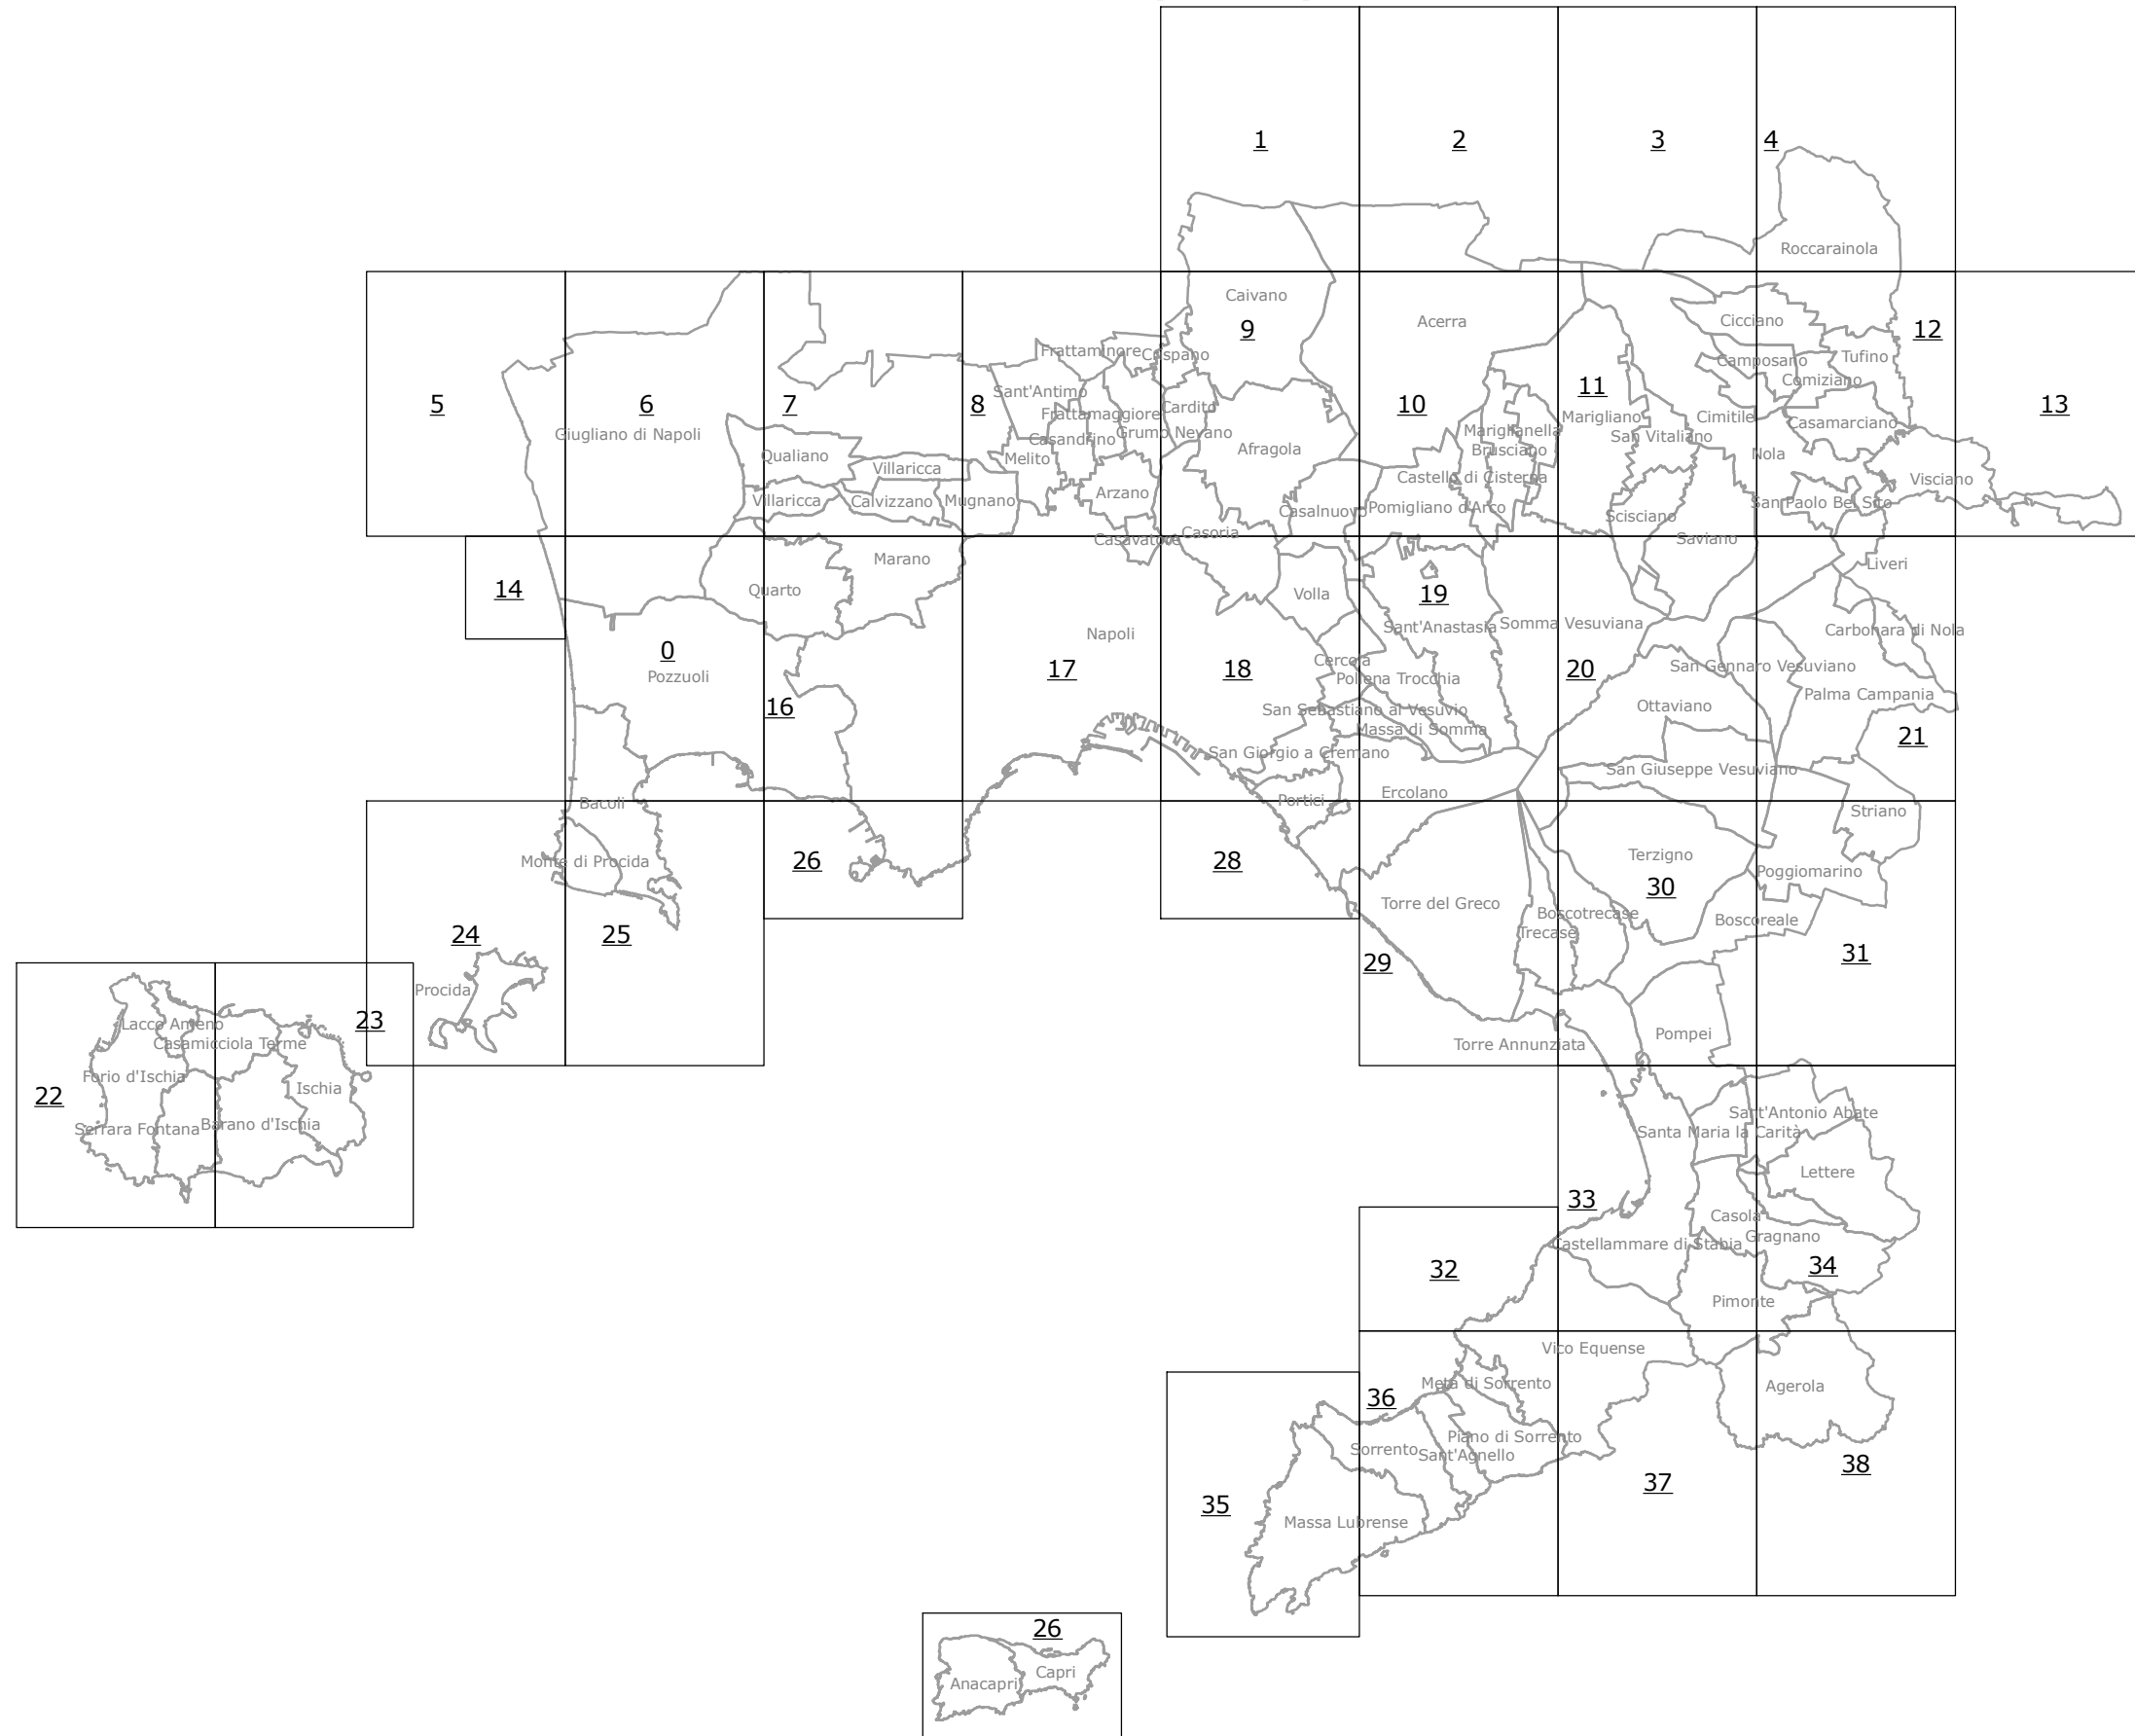 1
2
3
4
Roccarainola
Caivano
9
Acerra
Cicciano
12
Frattaminore
Crispano
Camposano
Tufino
Comiziano
5
6
7
8
Sant'Antimo
Frattamaggiore
Cardito
10
11
13
Giugliano di Napoli
Casandrino
Grumo Nevano
Marigliano
Cimitile
Casamarciano
Qualiano
Melito
Afragola
Mariglianella
Brusciano
San Vitaliano
Nola
Villaricca
Castello di Cisterna
Visciano
Villaricca
Calvizzano
Mugnano
Arzano
Casalnuovo
Pomigliano d'Arco
Scisciano
San Paolo Bel Sito
Casavatore
Casoria
Saviano
Marano
Liveri
14
Quarto
Volla
19
Napoli
Sant'Anastasia
Somma Vesuviana
Carbonara di Nola
0
Pozzuoli
17
18
Cercola
Pollena Trocchia
20
San Gennaro Vesuviano
Palma Campania
16
San Sebastiano al Vesuvio
Massa di Somma
Ottaviano
21
San Giorgio a Cremano
San Giuseppe Vesuviano
Bacoli
Portici
Ercolano
Striano
Monte di Procida
26
28
Terzigno
30
Poggiomarino
24
25
Torre del Greco
Boscotrecase
Trecase
Boscoreale
31
29
Procida
23
Lacco Ameno
Casamicciola Terme
Torre Annunziata
Pompei
22
Forio d'Ischia
Ischia
Serrara Fontana
Barano d'Ischia
Sant'Antonio Abate
Santa Maria la Carità
Lettere
33
Casola
Gragnano
Castellammare di Stabia
32
34
Pimonte
Vico Equense
Meta di Sorrento
Agerola
36
Piano di Sorrento
Sorrento
Sant'Agnello
38
37
35
Massa Lubrense
26
Capri
Anacapri